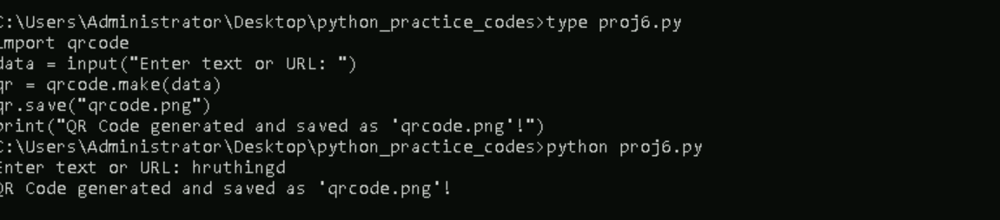 C:\Users\Administrator\Desktop\python_practice_codes>type proj6.py
import qrcode
data = input("Enter text or URL: ")
qr = qrcode.make(data)
qr.save("qrcode.png")
print("QR Code generated and saved as 'qrcode.png'!")
C:\Users\Administrator\Desktop\python_practice_codes>python proj6.py
Enter text or URL: hruthingd
QR Code generated and saved as 'qrcode.png'!